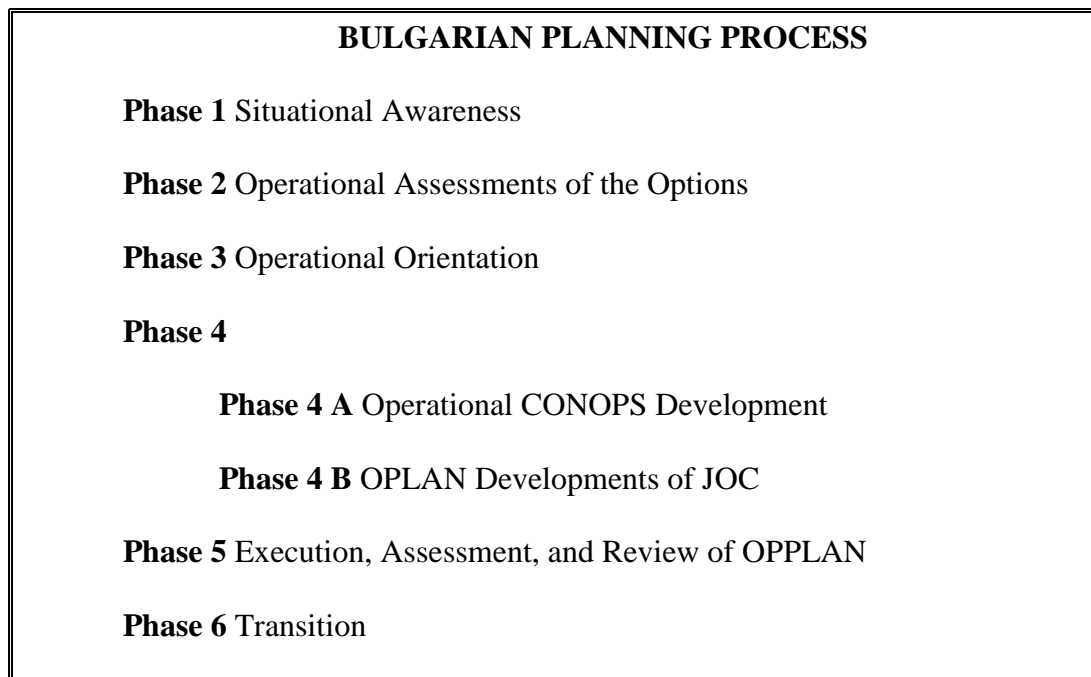 BULGARIAN PLANNING PROCESS
Phase 1 Situational Awareness
Phase 2 Operational Assessments of the Options
Phase 3 Operational Orientation
Phase 4
Phase 4 A Operational CONOPS Development
Phase 4 B OPLAN Developments of JOC
Phase 5 Execution, Assessment, and Review of OPPLAN
Phase 6 Transition